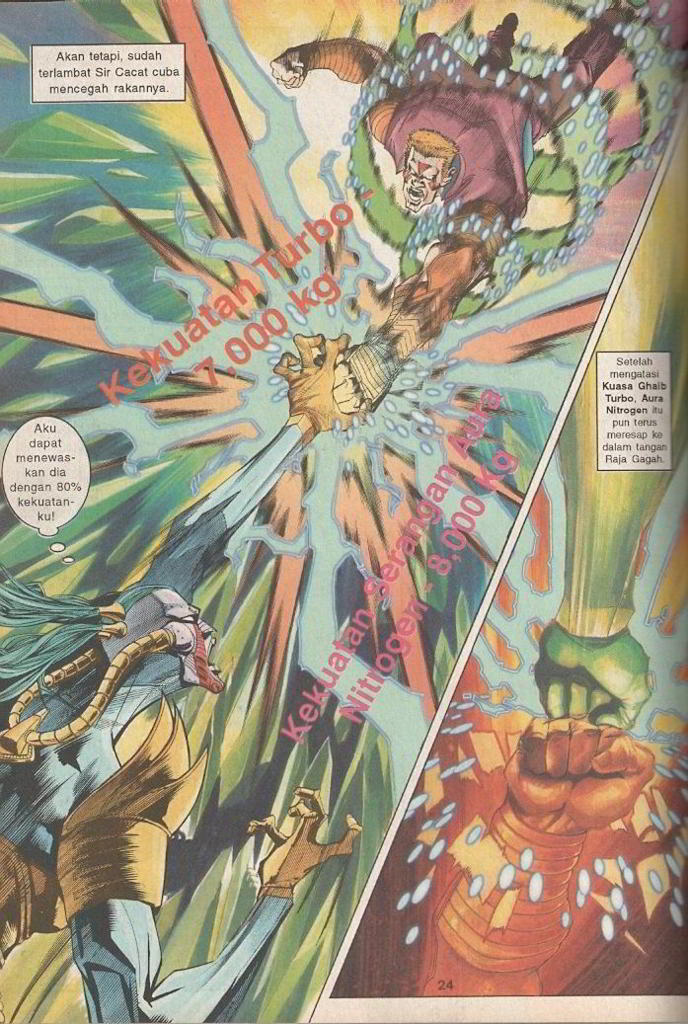 Akan tetapi, sudah
terlambat Sir Cacat cuba
mencegah rakannya.
Kekuatan Turbo -
7,000 kg
Setelah
mengatasi
Kuasa Ghaib
Turbo, Aura
Nitrogen itu
pun terus
meresap ke
dalam tangan
Raja Gagah.
Aku
dapat
menewas-
kan dia
dengan 80%
kekuatan-
ku!
Kekuatan Serangan Aura
Nitrogen - 8,000 kg
24